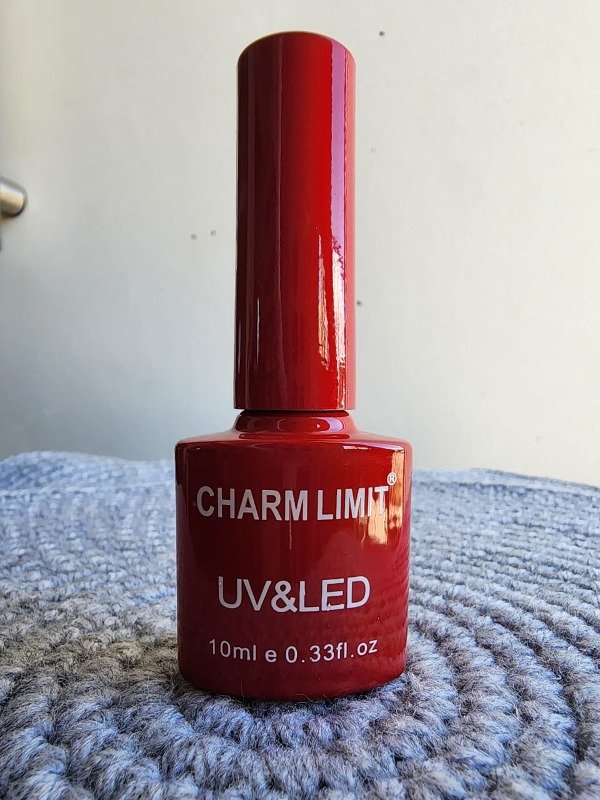 CHARM LIMIT®
UV&LED
10ml e 0.33fl.oz